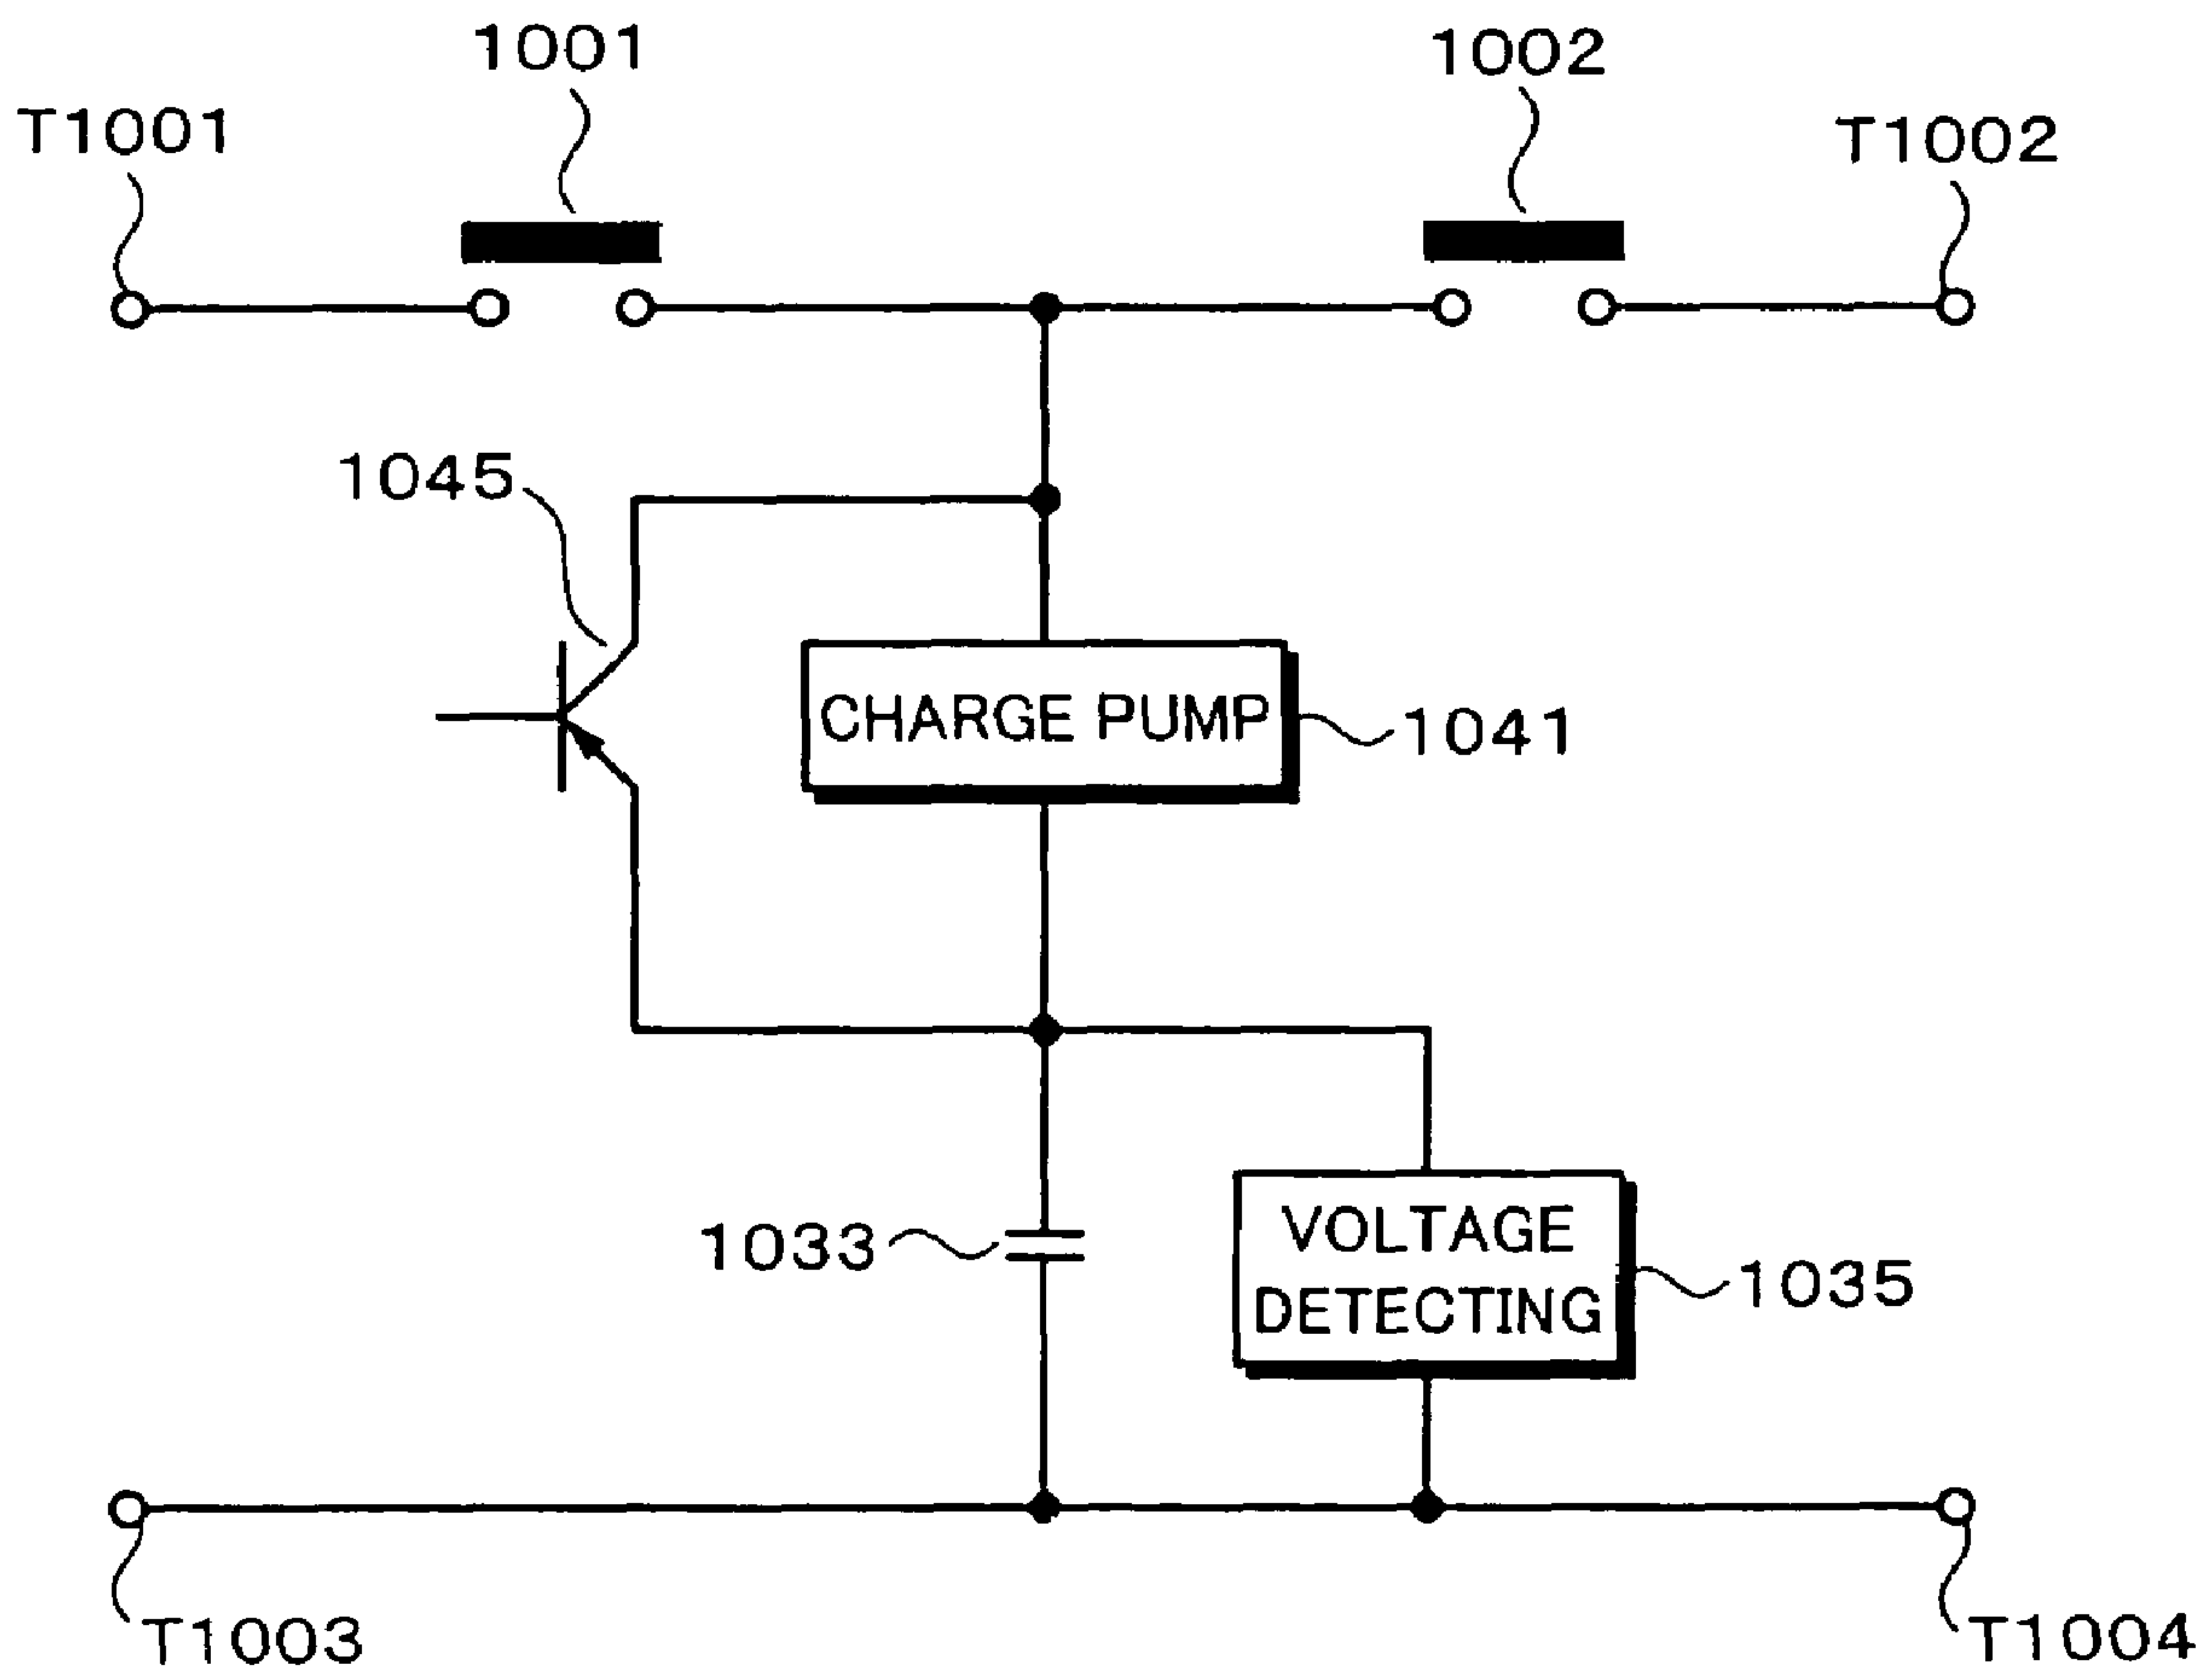 1001
1002
T1001
T1002
1045
CHARGE PUMP
1041
1033
VOLTAGE
DETECTING
1035
T1003
T1004